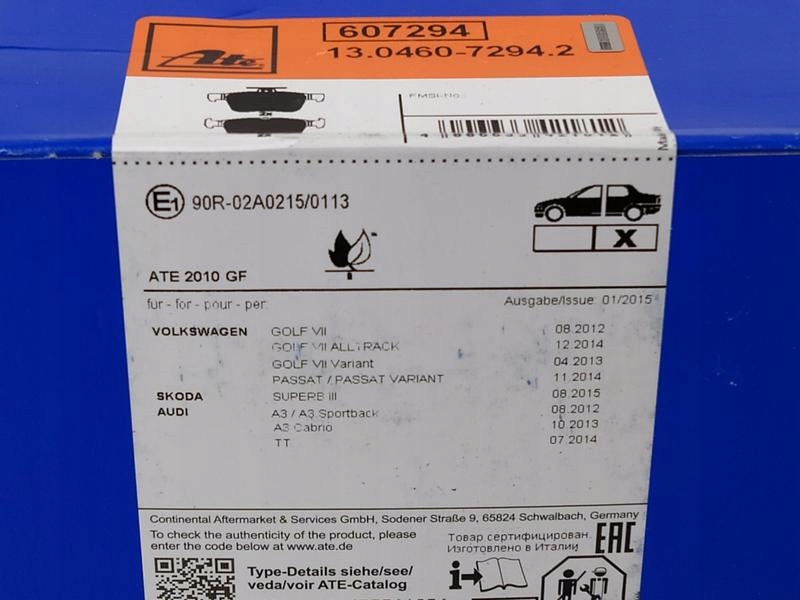 Ate
607294
13.0460-7294.2
FMSI-No.:
E1 90R-02A0215/0113
X
ATE 2010 GF
für - for - pour - per:
Ausgabe/Issue: 01/2015
VOLKSWAGEN GOLF VII 08.2012
GOLF VII ALLTRACK 12.2014
GOLF VII Variant 04.2013
PASSAT / PASSAT VARIANT 11.2014
SKODA SUPERB III 08.2015
AUDI A3 / A3 Sportback 08.2012
A3 Cabrio 10.2013
TT 07.2014
Continental Aftermarket & Services GmbH, Sodener Straße 9, 65824 Schwalbach, Germany
To check the authenticity of the product, please
enter the code below at www.ate.de
Товар сертифицирован.
Изготовлено в Италии
EAC
Type-Details siehe/see/
veda/voir ATE-Catalog
i